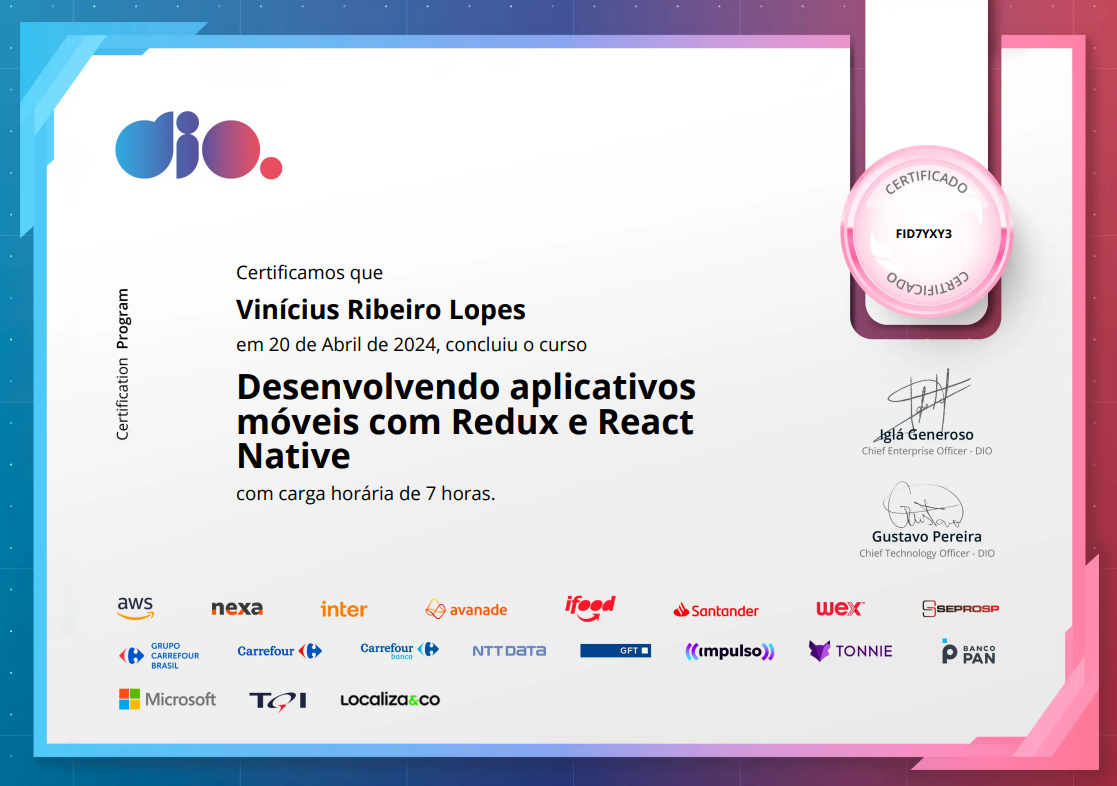 dio.
CERTIFICADO
FID7YXY3
CERTIFICADO
Certification Program
Certificamos que
Vinícius Ribeiro Lopes
em 20 de Abril de 2024, concluiu o curso
Desenvolvendo aplicativos
móveis com Redux e React
Native
com carga horária de 7 horas.
Iglá Generoso
Chief Enterprise Officer - DIO
Gustavo Pereira
Chief Technology Officer - DIO
aws nexa inter avanade ifood Santander wex SEPROSP
GRUPO
CARREFOUR
BRASIL
Carrefour
Carrefour
banco
NTT DATA GFT impulso TONNIE
BANCO
PAN
Microsoft TQI Localiza&CO